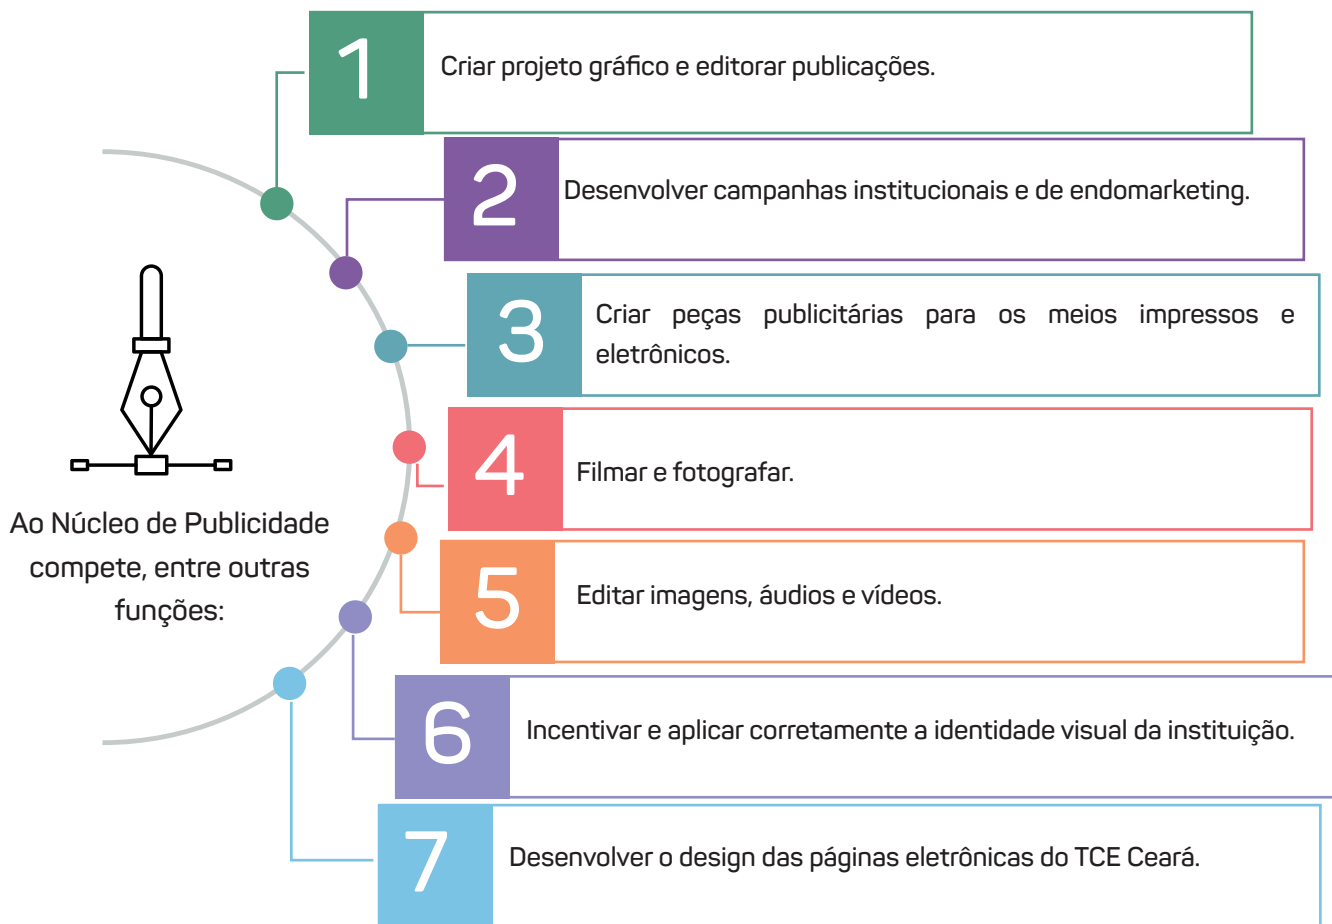 1
Criar projeto gráfico e editorar publicações.
2
Desenvolver campanhas institucionais e de endomarketing.
3
Criar peças publicitárias para os meios impressos e
eletrônicos.
4
Filmar e fotografar.
Ao Núcleo de Publicidade
compete, entre outras
funções:
5
Editar imagens, áudios e vídeos.
6
Incentivar e aplicar corretamente a identidade visual da instituição.
7
Desenvolver o design das páginas eletrônicas do TCE Ceará.